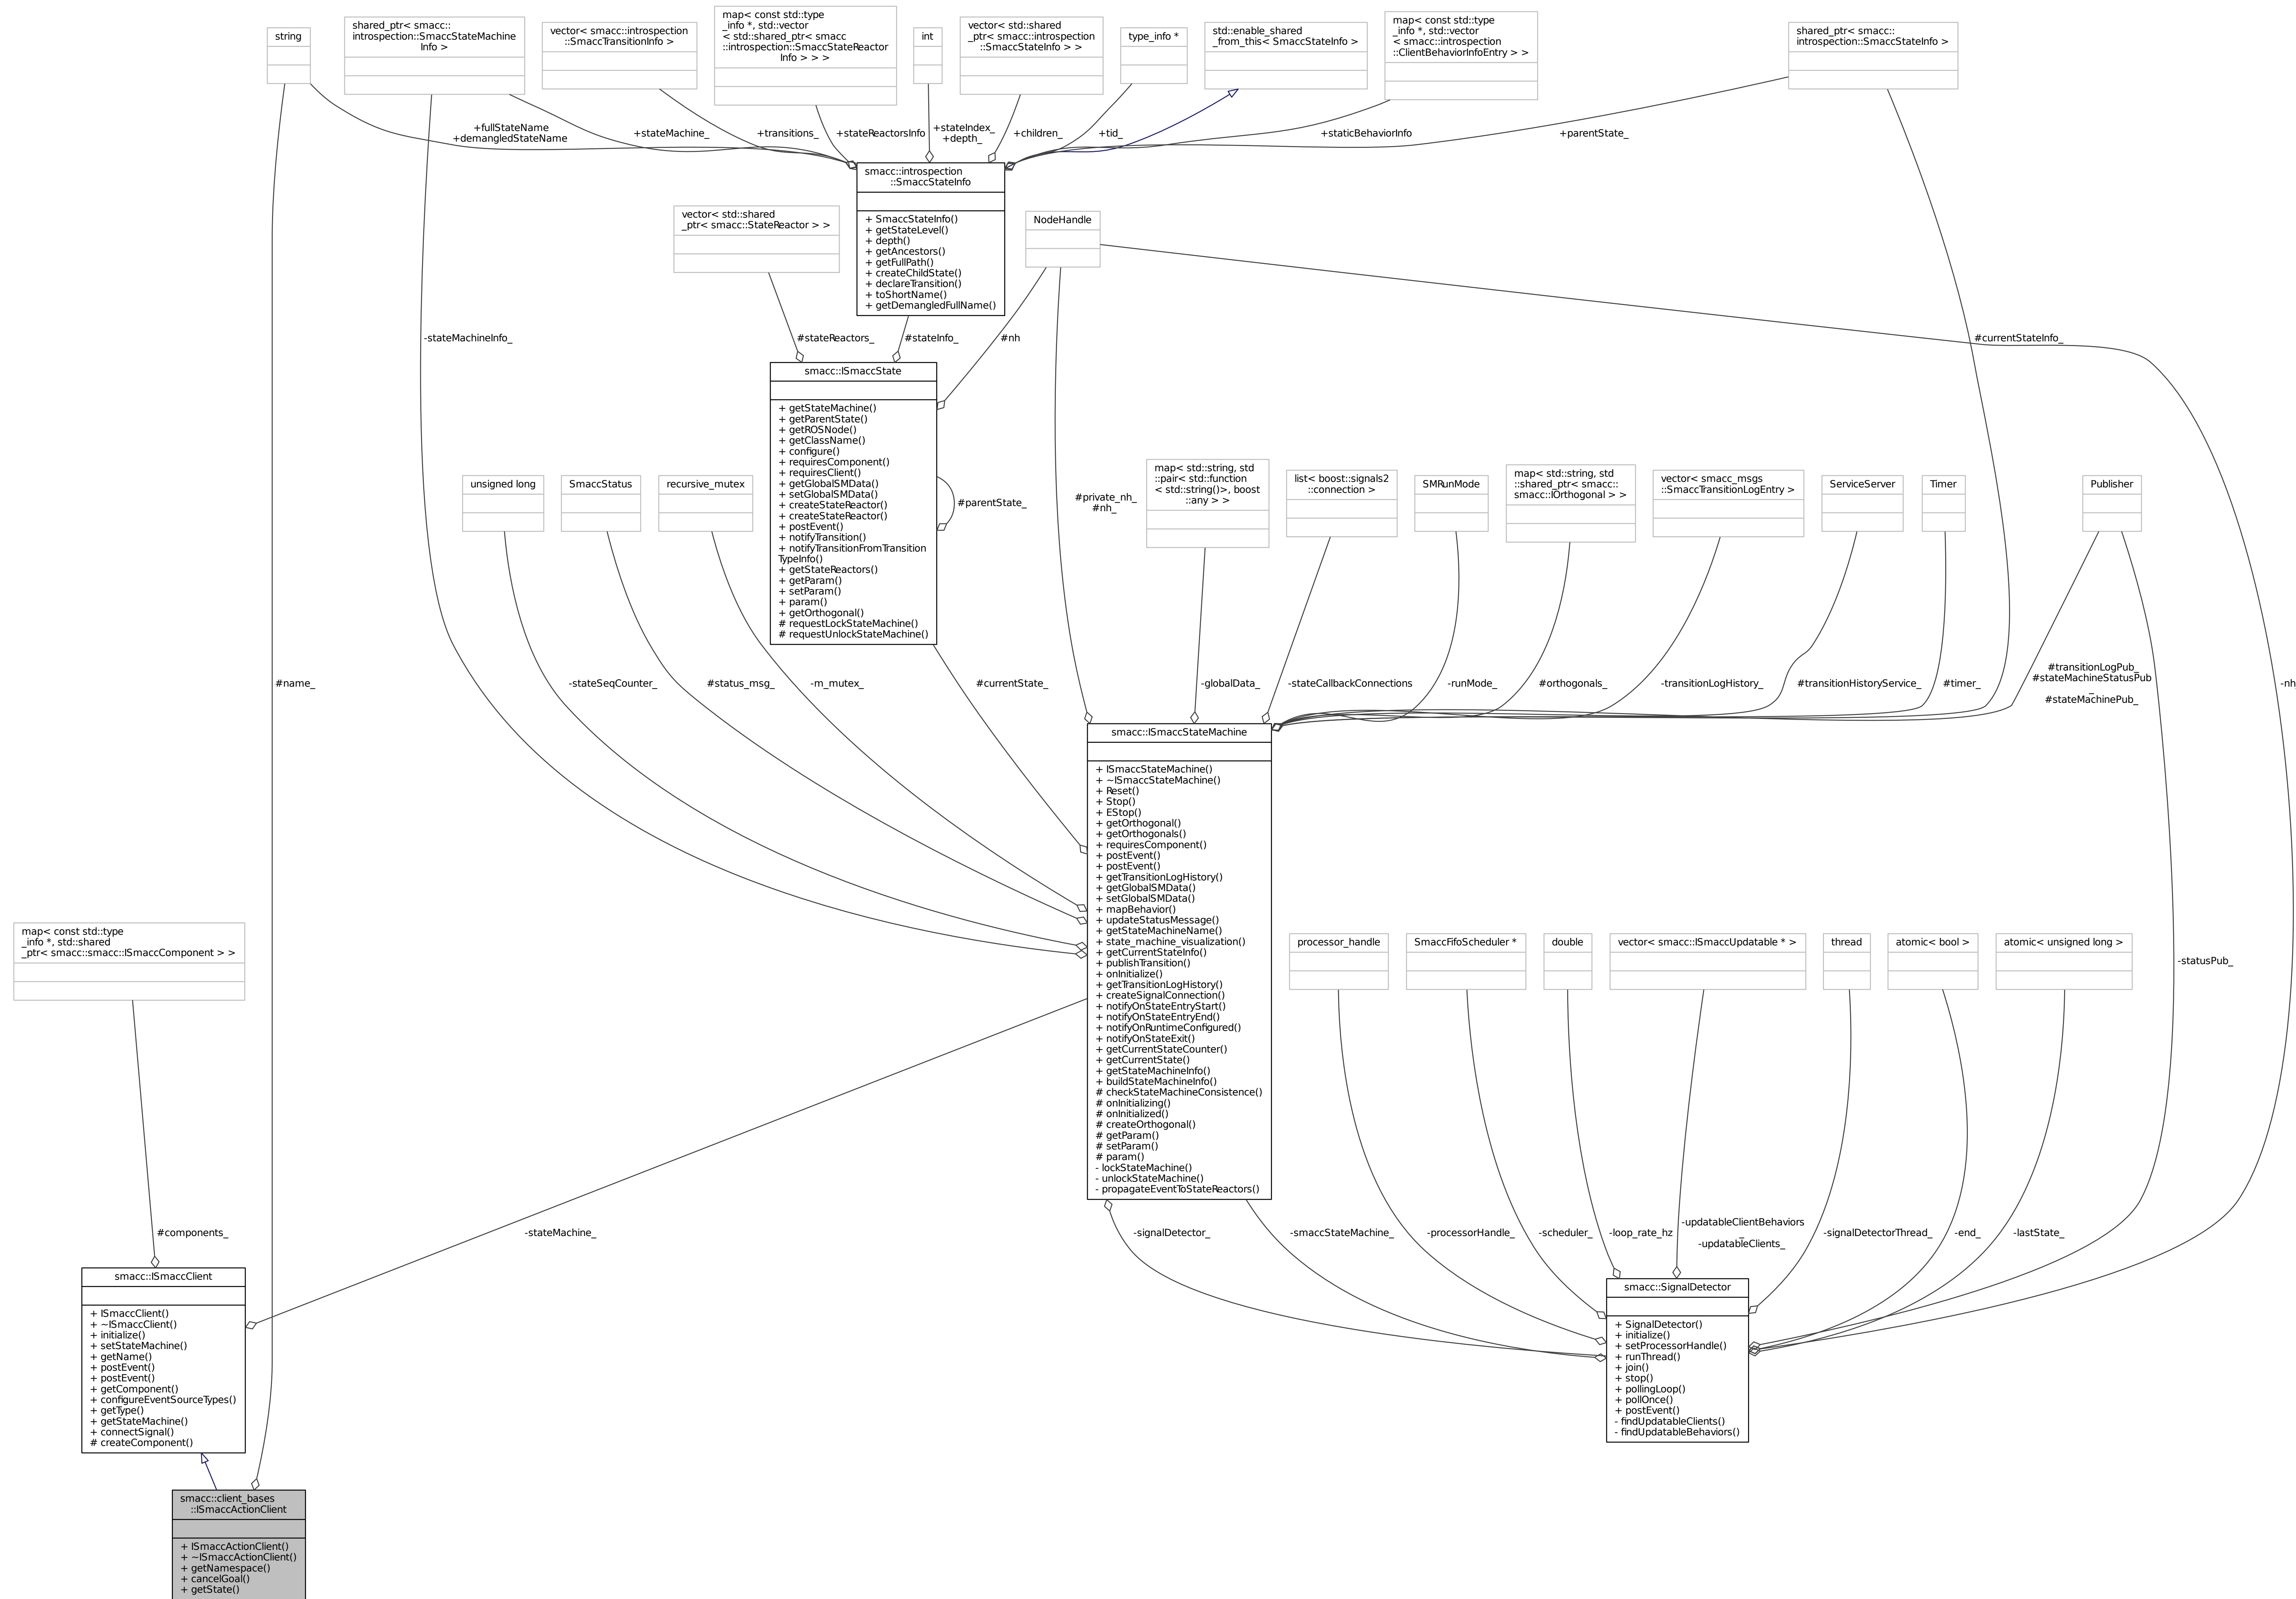 string
shared_ptr< smacc::
introspection::SmaccStateMachine
Info >
vector< smacc::introspection
::SmaccTransitionInfo >
map< const std::type
_info *, std::vector
< std::shared_ptr< smacc
::introspection::SmaccStateReactor
Info > > >
int
vector< std::shared
_ptr< smacc::introspection
::SmaccStateInfo > >
type_info *
std::enable_shared
_from_this< SmaccStateInfo >
map< const std::type
_info *, std::vector
< smacc::introspection
::ClientBehaviorInfoEntry > >
shared_ptr< smacc::
introspection::SmaccStateInfo >
+fullStateName
+demangledStateName
+stateMachine_
+transitions_
+stateReactorsInfo
+stateIndex_
+depth_
+children_
+tid_
+staticBehaviorInfo
+parentState_
smacc::introspection
::SmaccStateInfo
+ SmaccStateInfo()
+ getStateLevel()
+ depth()
+ getAncestors()
+ getFullPath()
+ createChildState()
+ declareTransition()
+ toShortName()
+ getDemangledFullName()
vector< std::shared
_ptr< smacc::StateReactor > >
NodeHandle
-stateMachineInfo_
#stateReactors_
#stateInfo_
#nh
#currentStateInfo_
smacc::ISmaccState
+ getStateMachine()
+ getParentState()
+ getROSNode()
+ getClassName()
+ configure()
+ requiresComponent()
+ requiresClient()
+ getGlobalSMData()
+ setGlobalSMData()
+ createStateReactor()
+ createStateReactor()
+ postEvent()
+ notifyTransition()
+ notifyTransitionFromTransition
TypeInfo()
+ getStateReactors()
+ getParam()
+ setParam()
+ param()
+ getOrthogonal()
# requestLockStateMachine()
# requestUnlockStateMachine()
#parentState_
#private_nh_
#nh_
unsigned long
SmaccStatus
recursive_mutex
map< std::string, std
::pair< std::function
< std::string()>, boost
::any > >
list< boost::signals2
::connection >
SMRunMode
map< std::string, std
::shared_ptr< smacc::
smacc::IOrthogonal > >
vector< smacc_msgs
::SmaccTransitionLogEntry >
ServiceServer
Timer
Publisher
#name_
-stateSeqCounter_
#status_msg_
-m_mutex_
#currentState_
-globalData_
-stateCallbackConnections
-runMode_
#orthogonals_
-transitionLogHistory_
#transitionHistoryService_
#timer_
#transitionLogPub_
#stateMachineStatusPub
_
#stateMachinePub_
-nh
smacc::ISmaccStateMachine
+ ISmaccStateMachine()
+ ~ISmaccStateMachine()
+ Reset()
+ Stop()
+ EStop()
+ getOrthogonal()
+ getOrthogonals()
+ requiresComponent()
+ postEvent()
+ postEvent()
+ getTransitionLogHistory()
+ getGlobalSMData()
+ setGlobalSMData()
+ mapBehavior()
+ updateStatusMessage()
+ getStateMachineName()
+ state_machine_visualization()
+ getCurrentStateInfo()
+ publishTransition()
+ onInitialize()
+ getTransitionLogHistory()
+ createSignalConnection()
+ notifyOnStateEntryStart()
+ notifyOnStateEntryEnd()
+ notifyOnRuntimeConfigured()
+ notifyOnStateExit()
+ getCurrentStateCounter()
+ getCurrentState()
+ getStateMachineInfo()
+ buildStateMachineInfo()
# checkStateMachineConsistence()
# onInitializing()
# onInitialized()
# createOrthogonal()
# getParam()
# setParam()
# param()
- lockStateMachine()
- unlockStateMachine()
- propagateEventToStateReactors()
map< const std::type
_info *, std::shared
_ptr< smacc::smacc::ISmaccComponent > >
processor_handle
SmaccFifoScheduler *
double
vector< smacc::ISmaccUpdatable * >
thread
atomic< bool >
atomic< unsigned long >
-statusPub_
#components_
-stateMachine_
-signalDetector_
-smaccStateMachine_
-processorHandle_
-scheduler_
-loop_rate_hz
-updatableClientBehaviors
_
-updatableClients_
-signalDetectorThread_
-end_
-lastState_
smacc::ISmaccClient
+ ISmaccClient()
+ ~ISmaccClient()
+ initialize()
+ setStateMachine()
+ getName()
+ postEvent()
+ postEvent()
+ getComponent()
+ configureEventSourceTypes()
+ getType()
+ getStateMachine()
+ connectSignal()
# createComponent()
smacc::SignalDetector
+ SignalDetector()
+ initialize()
+ setProcessorHandle()
+ runThread()
+ join()
+ stop()
+ pollingLoop()
+ pollOnce()
+ postEvent()
- findUpdatableClients()
- findUpdatableBehaviors()
smacc::client_bases
::ISmaccActionClient
+ ISmaccActionClient()
+ ~ISmaccActionClient()
+ getNamespace()
+ cancelGoal()
+ getState()